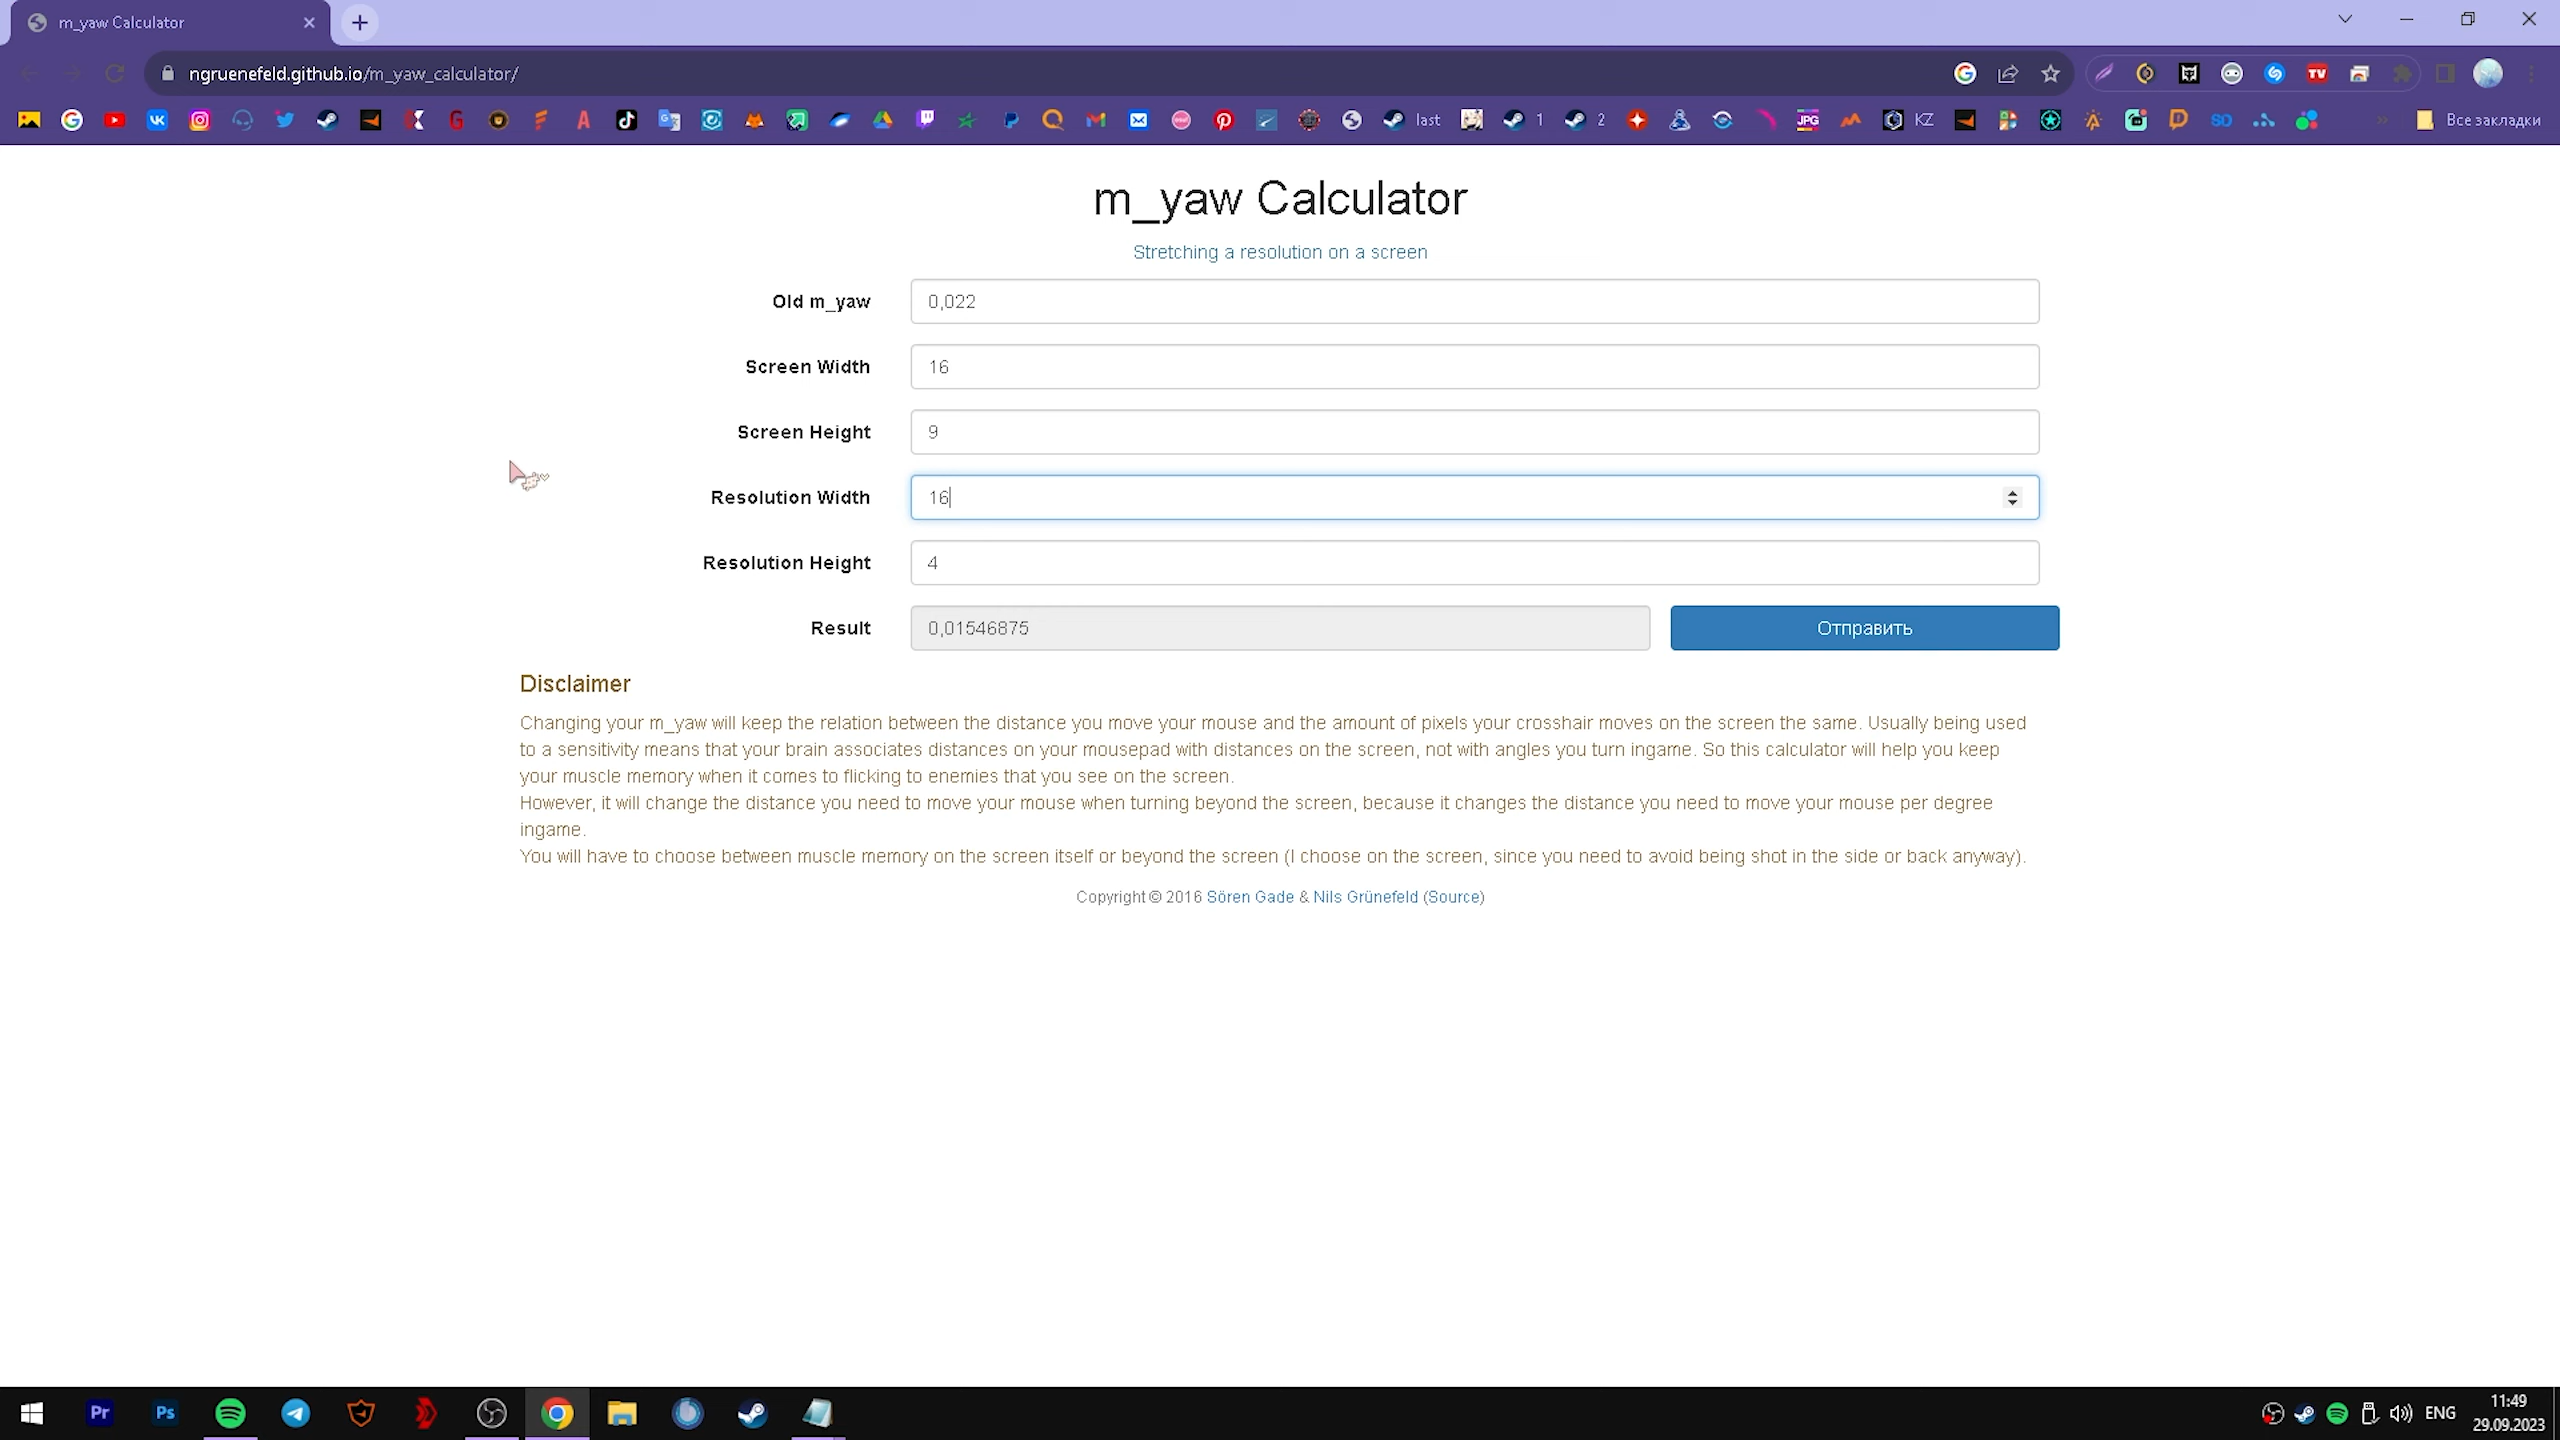 m_yaw Calculator
ngruenefeld.github.io/m_yaw_calculator/
last
1
2
JPG
KZ
SD
Все закладки
m_yaw Calculator
Stretching a resolution on a screen
Old m_yaw
0,022
Screen Width
16
Screen Height
9
Resolution Width
16
Resolution Height
4
Result
0,01546875
Отправить
Disclaimer
Changing your m_yaw will keep the relation between the distance you move your mouse and the amount of pixels your crosshair moves on the screen the same. Usually being used
to a sensitivity means that your brain associates distances on your mousepad with distances on the screen, not with angles you turn ingame. So this calculator will help you keep
your muscle memory when it comes to flicking to enemies that you see on the screen.
However, it will change the distance you need to move your mouse when turning beyond the screen, because it changes the distance you need to move your mouse per degree
ingame.
You will have to choose between muscle memory on the screen itself or beyond the screen (I choose on the screen, since you need to avoid being shot in the side or back anyway).
Copyright © 2016 Sören Gade & Nils Grünefeld (Source)
Pr
Ps
ENG
11:49
29.09.2023